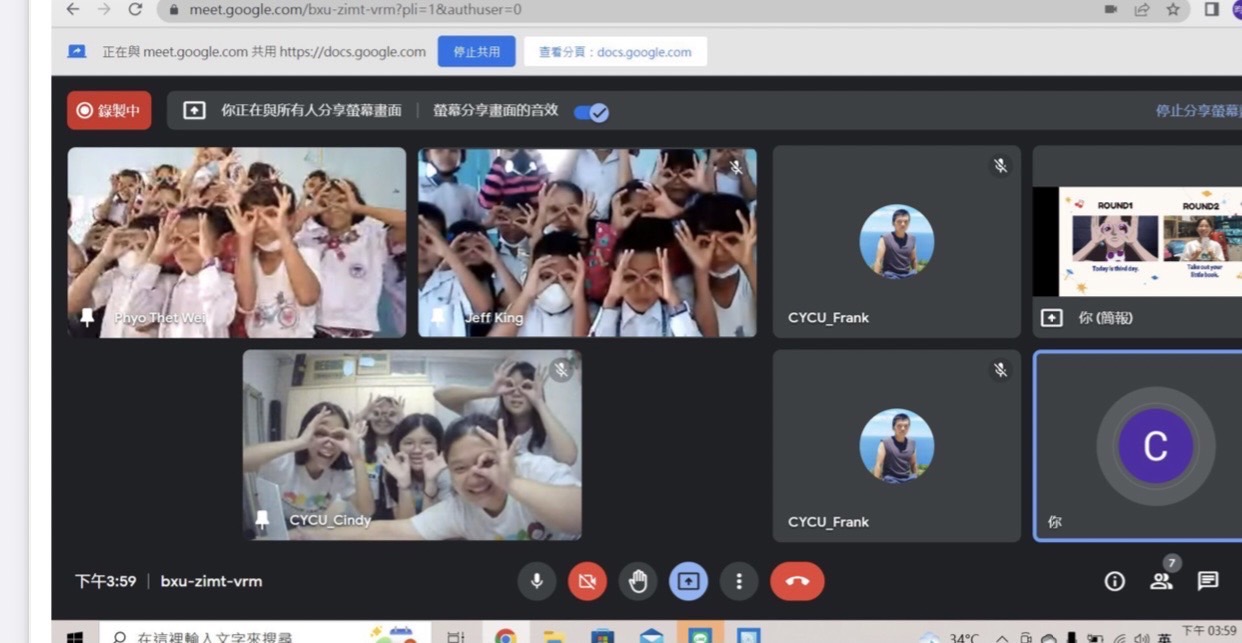 meet.google.com/bxu-zimt-vrm?pli=1&authuser=0
正在與 meet.google.com 共用 https://docs.google.com
停止共用
查看分頁：docs.google.com
錄製中
你正在與所有人分享螢幕畫面
螢幕分享畫面的音效
停止分享螢幕
Phyo Thet Wei
Jeff King
CYCU_Frank
ROUND1
ROUND2
Today is third day.
Take out your
little book.
你 (簡報)
CYCU_Cindy
CYCU_Frank
C
你
下午3:59 | bxu-zimt-vrm
7
在這裡輸入文字來搜尋
34°C
英
下午 03:59